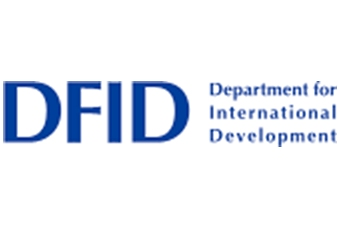 DFID
Department for
International
Development